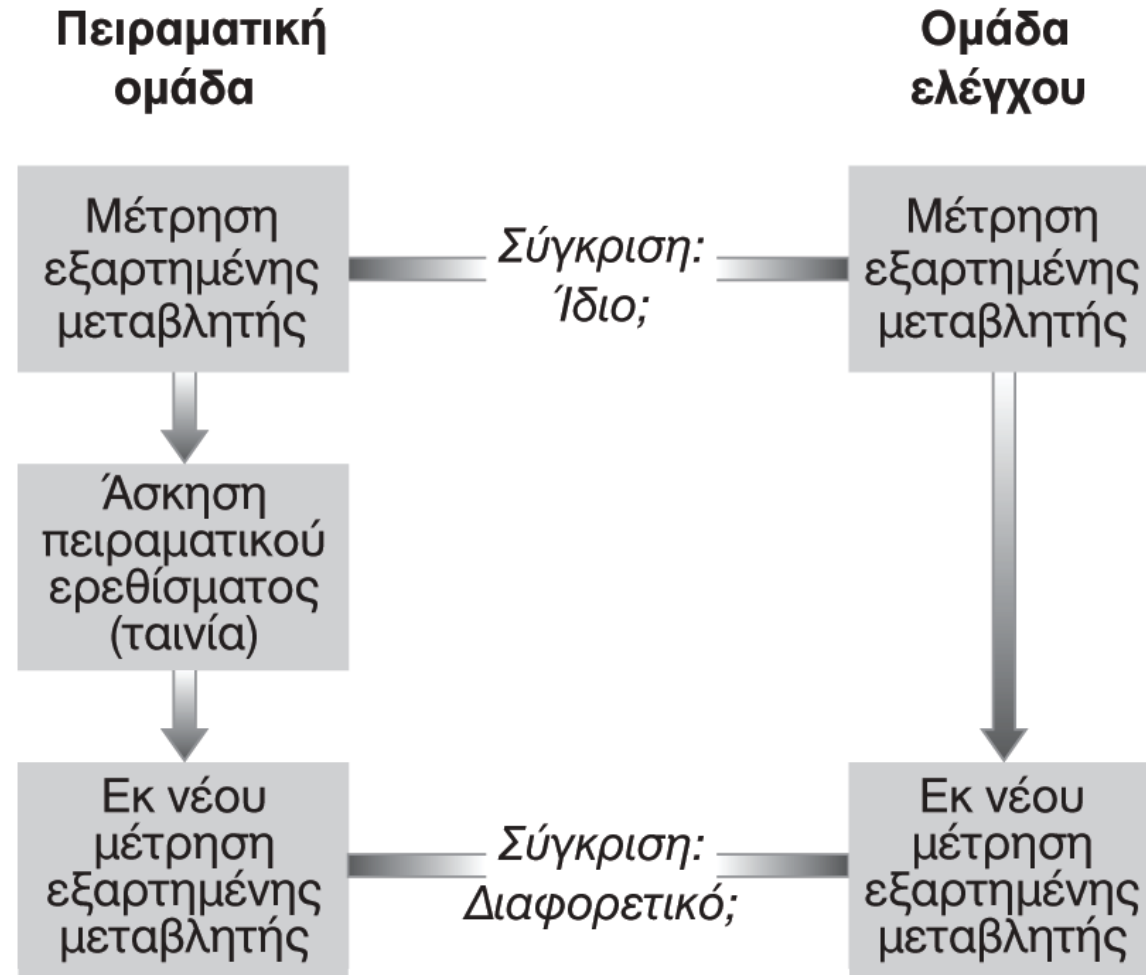 Πειραματική
ομάδα
Ομάδα
ελέγχου
Μέτρηση
εξαρτημένης
μεταβλητής
Σύγκριση:
Ίδιο;
Μέτρηση
εξαρτημένης
μεταβλητής
Άσκηση
πειραματικού
ερεθίσματος
(ταινία)
Εκ νέου
μέτρηση
εξαρτημένης
μεταβλητής
Σύγκριση:
Διαφορετικό;
Εκ νέου
μέτρηση
εξαρτημένης
μεταβλητής